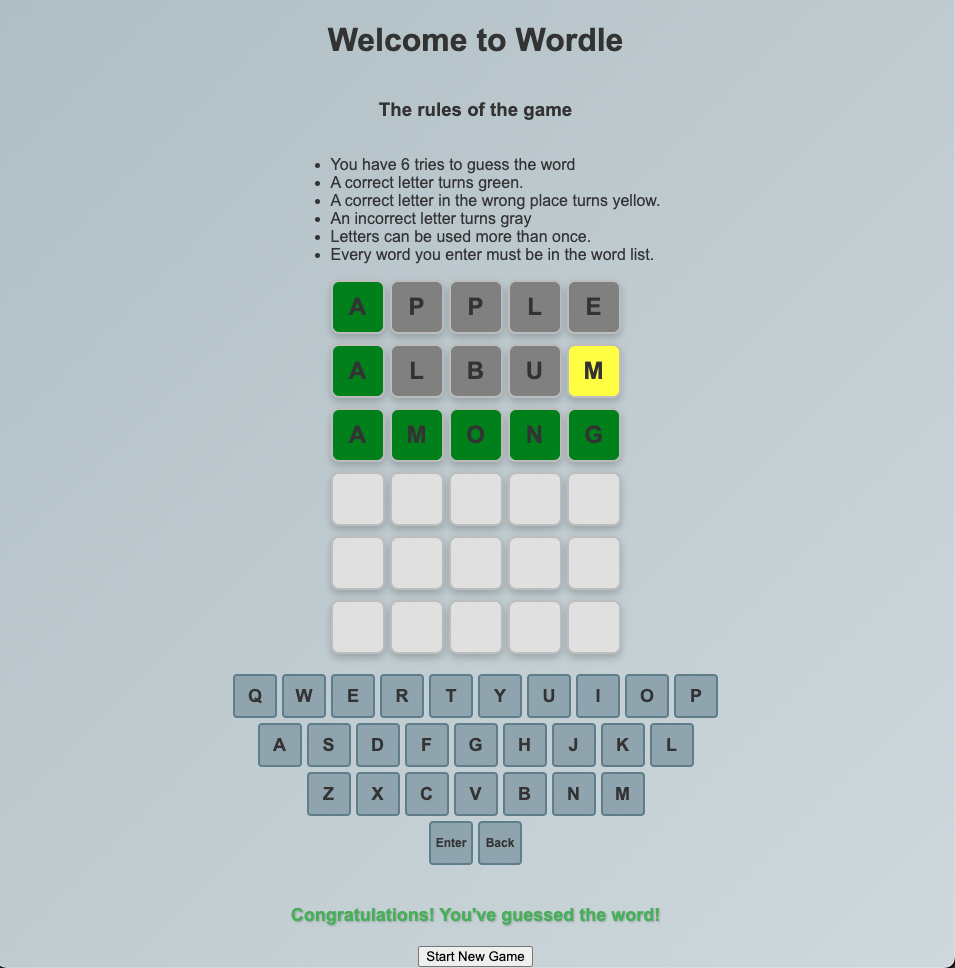 Welcome to Wordle
The rules of the game
• You have 6 tries to guess the word
• A correct letter turns green.
• A correct letter in the wrong place turns yellow.
• An incorrect letter turns gray
• Letters can be used more than once.
• Every word you enter must be in the word list.
A P P L E
A L B U M
A M O N G
Q W E R T Y U I O P
A S D F G H J K L
Z X C V B N M
Enter Back
Congratulations! You've guessed the word!
Start New Game